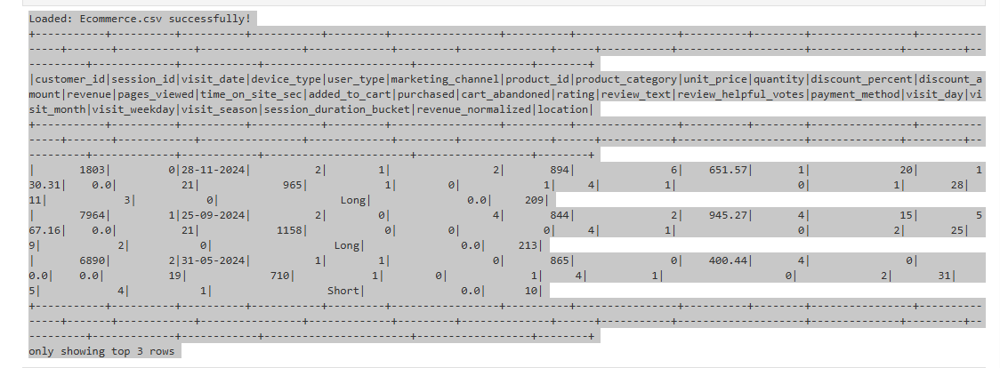 Loaded: Ecommerce.csv successfully!
+-----------+----------+----------+-----------+---------+-----------------+----------+----------------+----------+--------+----------------+----------
-----+-------+------------+----------------+-------------+---------+--------------+------+-----------+--------------------+--------------+---------+--
---------+-------------+------------+-----------------------+------------------+--------+
|customer_id|session_id|visit_date|device_type|user_type|marketing_channel|product_id|product_category|unit_price|quantity|discount_percent|discount_a
mount|revenue|pages_viewed|time_on_site_sec|added_to_cart|purchased|cart_abandoned|rating|review_text|review_helpful_votes|payment_method|visit_day|vi
sit_month|visit_weekday|visit_season|session_duration_bucket|revenue_normalized|location|
+-----------+----------+----------+-----------+---------+-----------------+----------+----------------+----------+--------+----------------+----------
-----+-------+------------+----------------+-------------+---------+--------------+------+-----------+--------------------+--------------+---------+--
---------+-------------+------------+-----------------------+------------------+--------+
|       1803|         0|28-11-2024|          2|        1|                2|       894|               6|    651.57|       1|              20|         1
30.31|    0.0|          21|             965|            1|        0|             1|     4|          1|                   0|             1|       28|
11|            3|           0|                   Long|               0.0|     209|
|       7964|         1|25-09-2024|          2|        0|                4|       844|               2|    945.27|       4|              15|         5
67.16|    0.0|          21|            1158|            0|        0|             0|     4|          1|                   0|             2|       25|
9|            2|           0|                   Long|               0.0|     213|
|       6890|         2|31-05-2024|          1|        1|                0|       865|               0|    400.44|       4|               0|
0.0|    0.0|          19|             710|            1|        0|             1|     4|          1|                   0|             2|       31|
5|            4|           1|                  Short|               0.0|      10|
+-----------+----------+----------+-----------+---------+-----------------+----------+----------------+----------+--------+----------------+----------
-----+-------+------------+----------------+-------------+---------+--------------+------+-----------+--------------------+--------------+---------+--
---------+-------------+------------+-----------------------+------------------+--------+
only showing top 3 rows